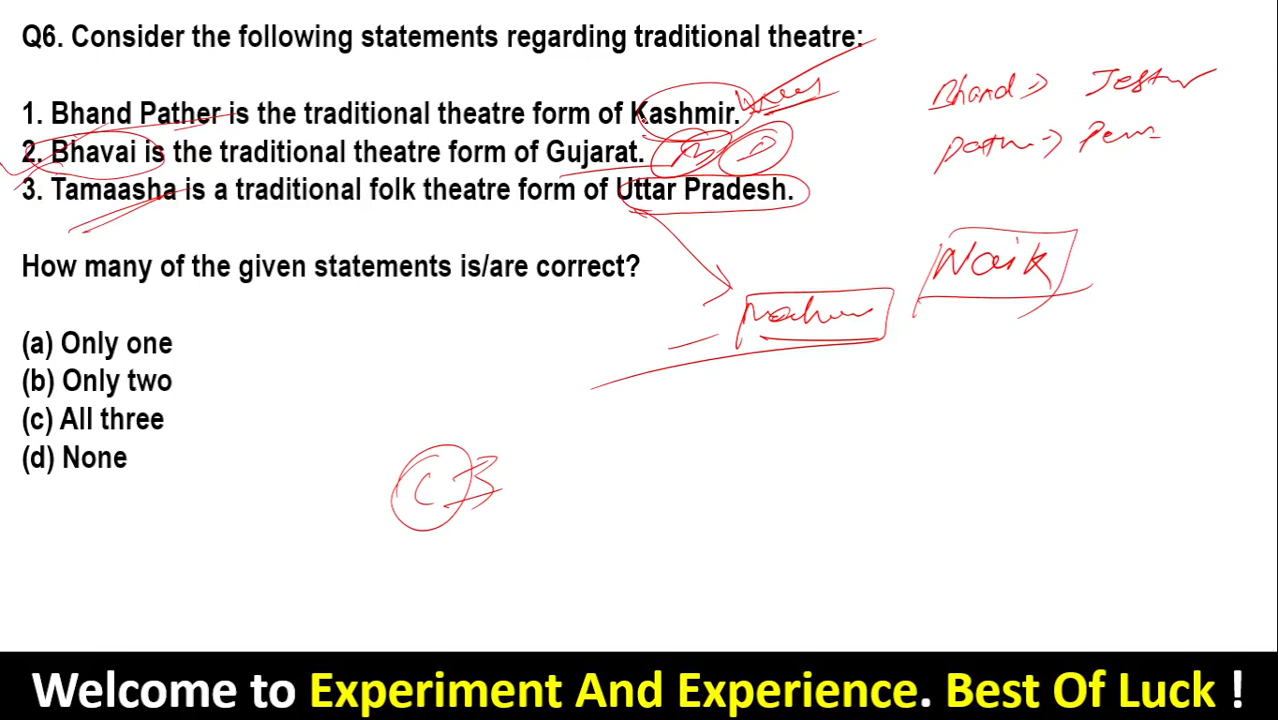 Q6. Consider the following statements regarding traditional theatre:
1. Bhand Pather is the traditional theatre form of Kashmir.
2. Bhavai is the traditional theatre form of Gujarat.
3. Tamaasha is a traditional folk theatre form of Uttar Pradesh.
Bhand => Jester
Naik
How many of the given statements is/are correct?
(a) Only one
(b) Only two
(c) All three
(d) None
Welcome to Experiment And Experience. Best Of Luck !